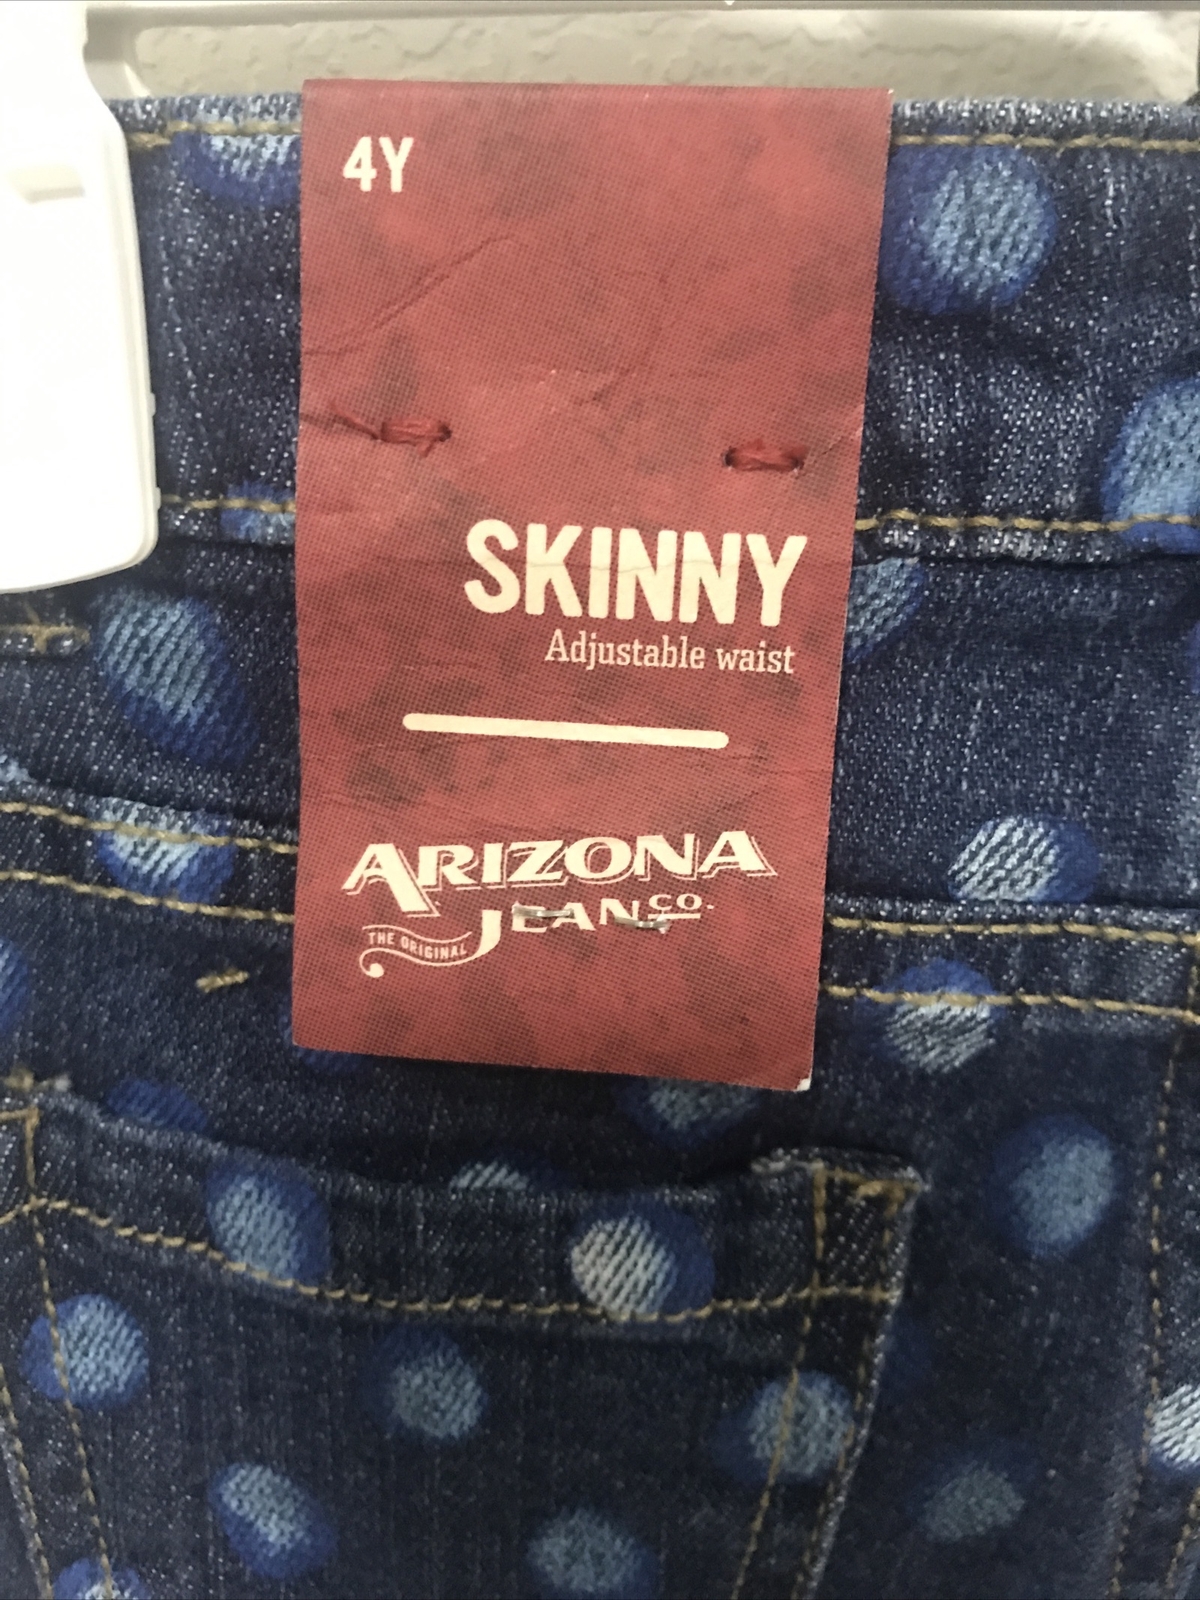 4Y
SKINNY
Adjustable waist
ARIZONA
JEAN CO.
THE ORIGINAL